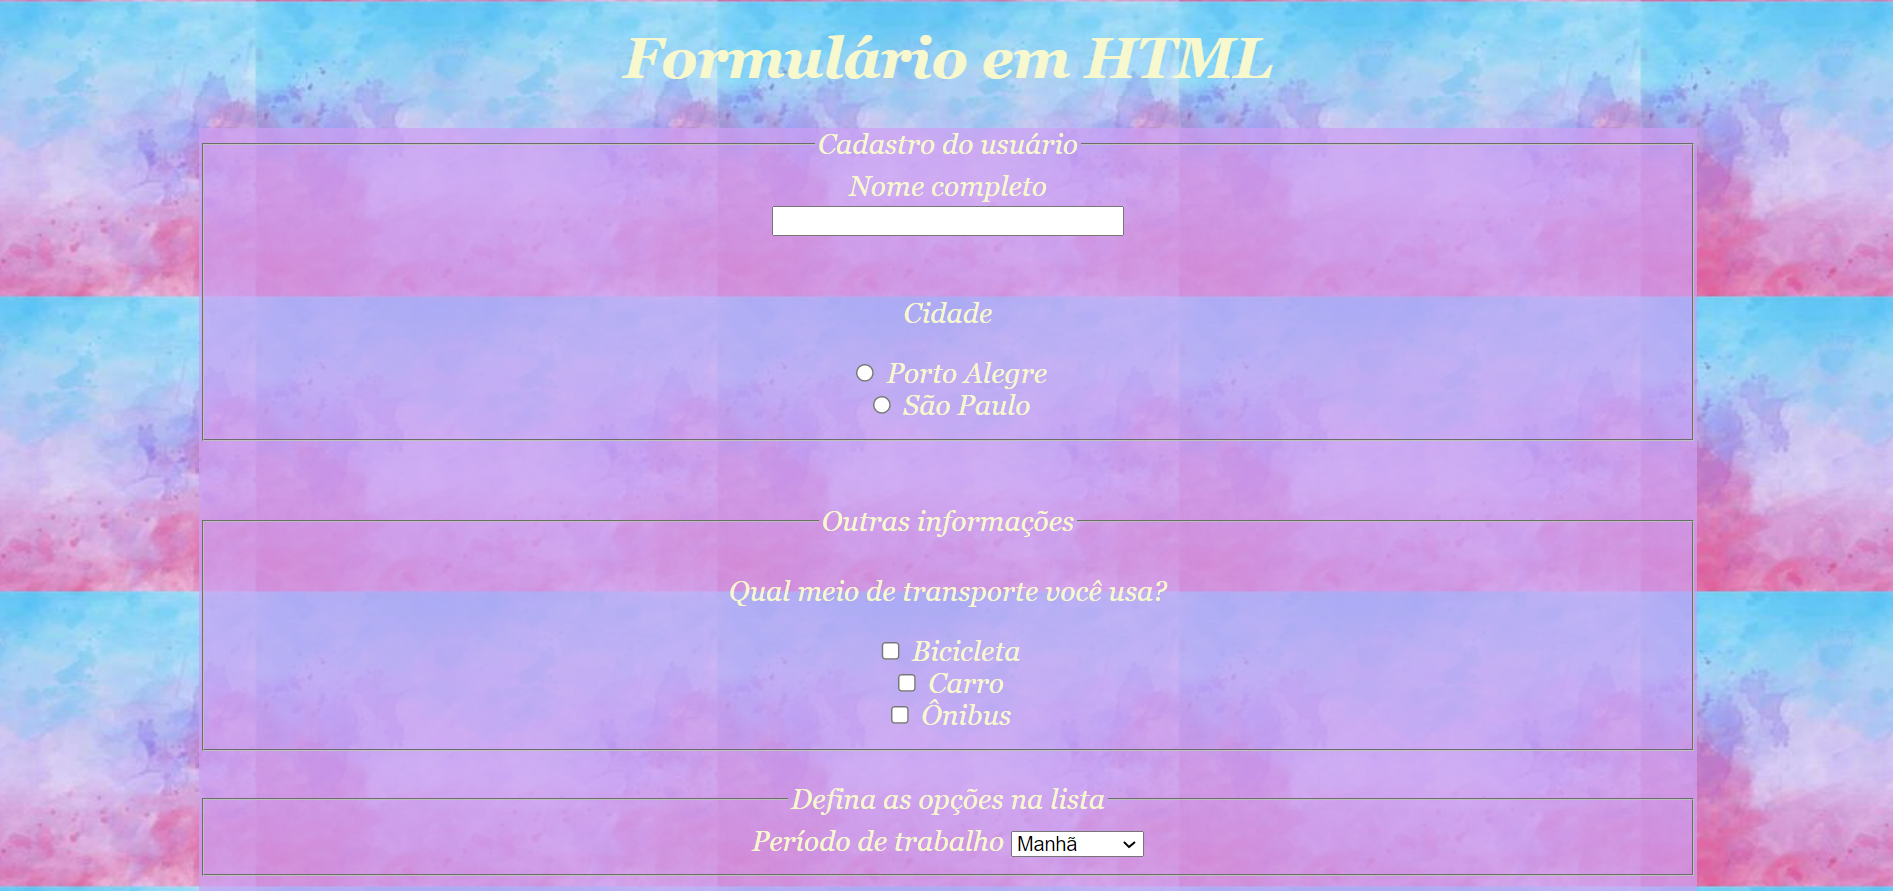 Formulário em HTML
Cadastro do usuário
Nome completo
Cidade
Porto Alegre
São Paulo
Outras informações
Qual meio de transporte você usa?
Bicicleta
Carro
Ônibus
Defina as opções na lista
Período de trabalho Manhã